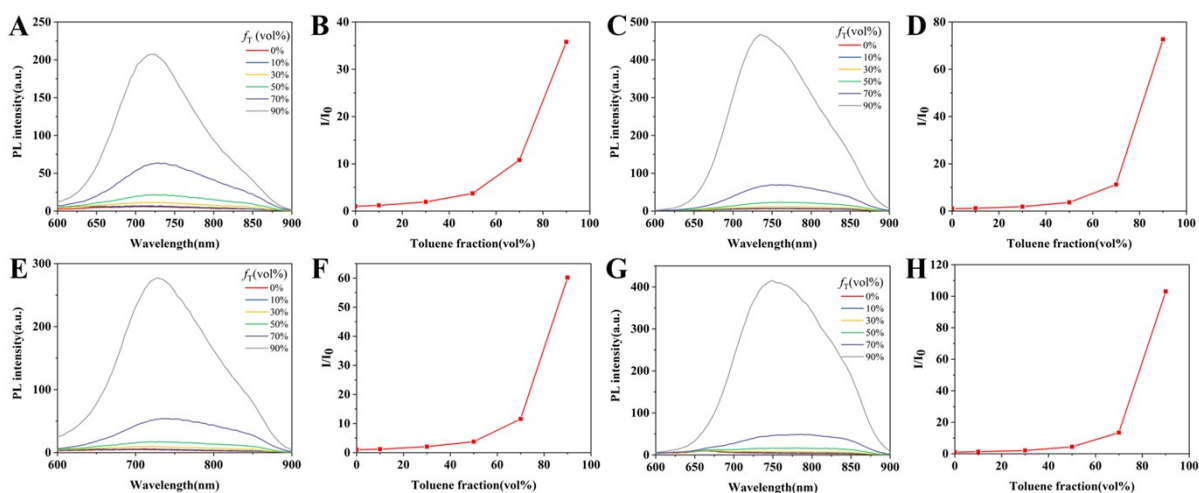 A
PL intensity(a.u.)
250
200
150
100
50
0
600 650 700 750 800 850 900
Wavelength(nm)
fT (vol%)
0%
10%
30%
50%
70%
90%
B
I/I0
40
30
20
10
0
0 20 40 60 80 100
Toluene fraction(vol%)
C
PL intensity(a.u.)
500
400
300
200
100
0
600 650 700 750 800 850 900
Wavelength(nm)
fT (vol%)
0%
10%
30%
50%
70%
90%
D
I/I0
80
60
40
20
0
0 20 40 60 80 100
Toluene fraction(vol%)
E
PL intensity(a.u.)
300
200
100
0
600 650 700 750 800 850 900
Wavelength(nm)
fT(vol%)
0%
10%
30%
50%
70%
90%
F
I/I0
60
50
40
30
20
10
0
0 20 40 60 80 100
Toluene fraction(vol%)
G
PL intensity(a.u.)
400
300
200
100
0
600 650 700 750 800 850 900
Wavelength(nm)
fT(vol%)
0%
10%
30%
50%
70%
90%
H
I/I0
120
100
80
60
40
20
0
0 20 40 60 80 100
Toluene fraction(vol%)